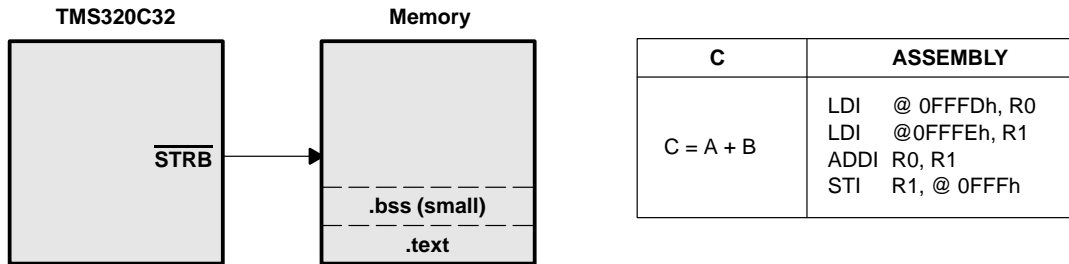 TMS320C32 Memory
STRB
.bss (small)
.text
C ASSEMBLY
C = A + B
LDI @ 0FFFDh, R0
LDI @0FFFEh, R1
ADDI R0, R1
STI R1, @ 0FFFh